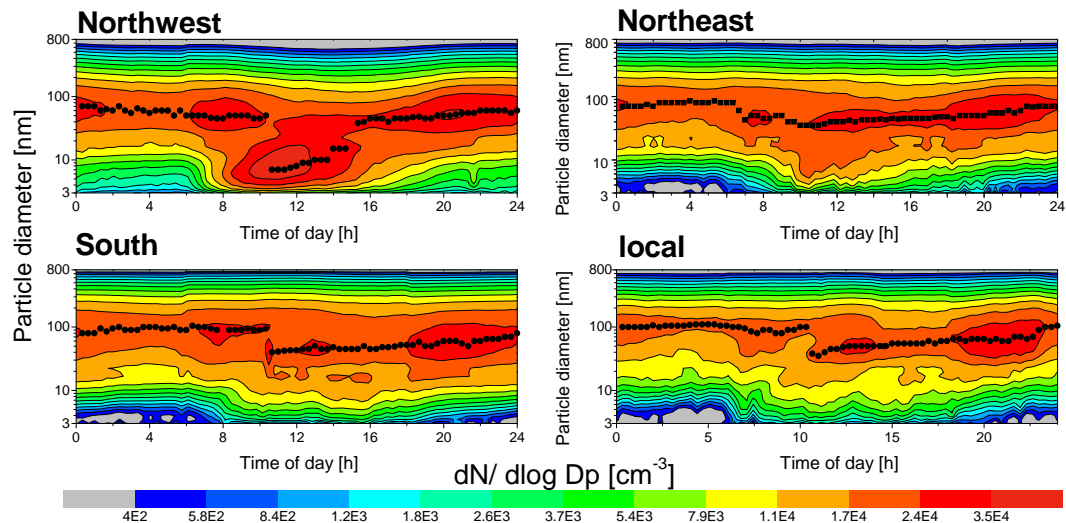 Northwest
Northeast
800
100
10
3
0 4 8 12 16 20 24
Time of day [h]
Particle diameter [nm]
800
100
10
3
0 4 8 12 16 20 24
Time of day [h]
Particle diameter [nm]
South
local
800
100
10
3
0 4 8 12 16 20 24
Time of day [h]
Particle diameter [nm]
800
100
10
3
0 5 10 15 20
Time of day [h]
dN/ dlog Dp [cm⁻³]
4E2 5.8E2 8.4E2 1.2E3 1.8E3 2.6E3 3.7E3 5.4E3 7.9E3 1.1E4 1.7E4 2.4E4 3.5E4